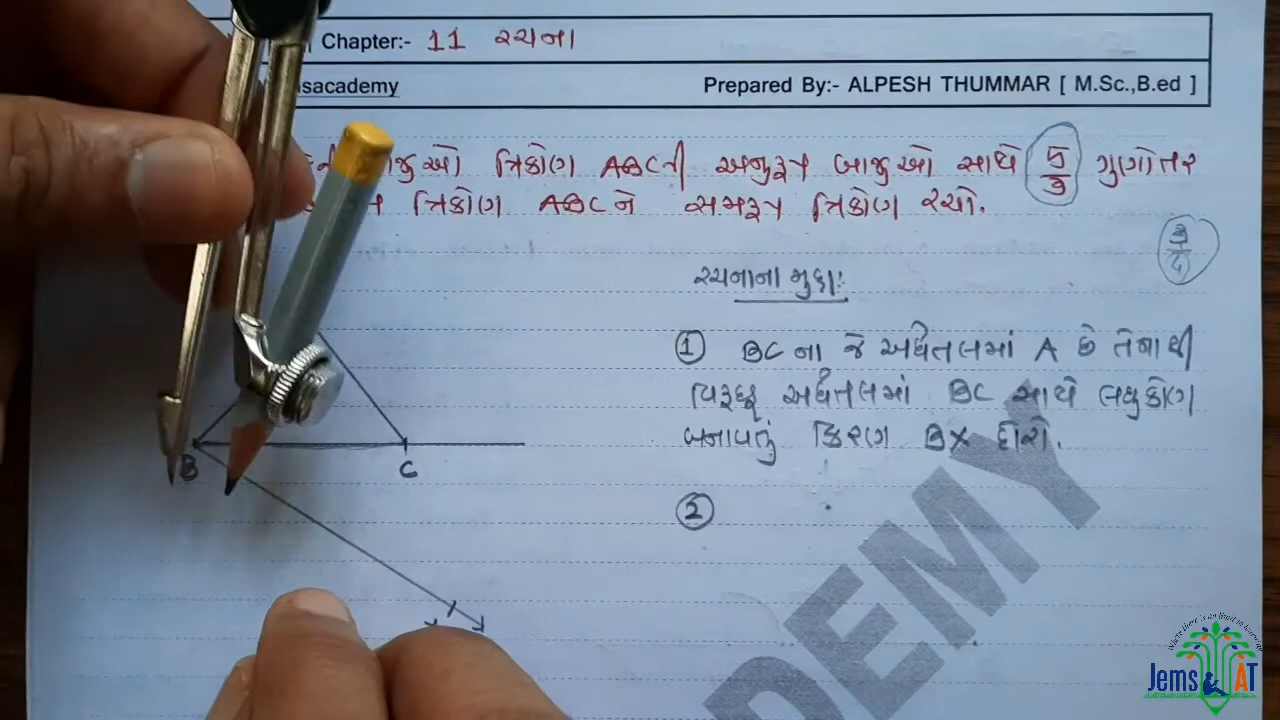 Chapter:- 11 રચના
sacademy
Prepared By:- ALPESH THUMMAR [ M.Sc.,B.ed ]
ત્રિકોણ ABCની અનુરૂપ બાજુઓ સાથે 5/3 ગુણોતર
ત્રિકોણ ABCને સમરૂપ ત્રિકોણ રચો.
3/4
રચનાના મુદ્દા:
① BC ના જે અર્ધતલમાં A છે તેનાથી
વિરુદ્ધ અર્ધતલમાં BC સાથે લઘુકોણ
બનાવતું કિરણ BX દોરો.
②
B
C
DEMY
Jems AT